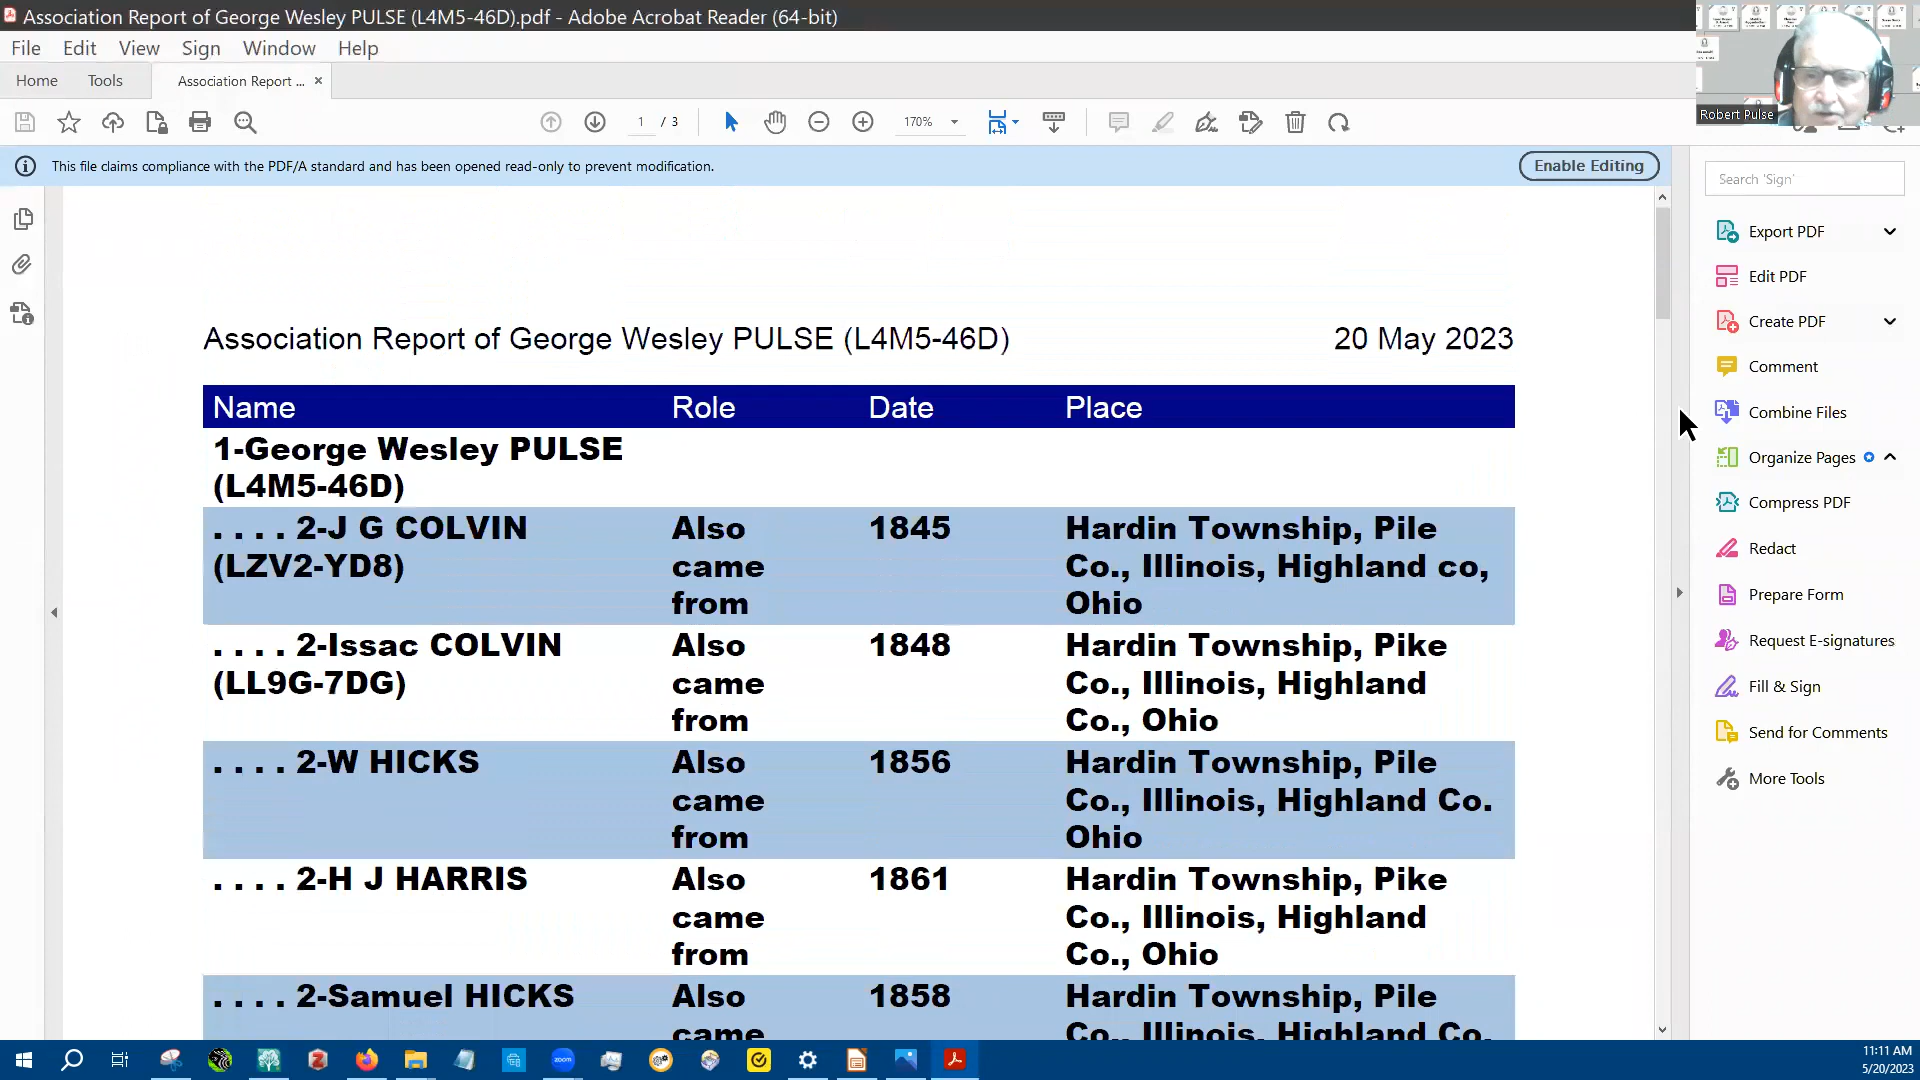 Association Report of George Wesley PULSE (L4M5-46D).pdf - Adobe Acrobat Reader (64-bit)
File Edit View Sign Window Help
Home Tools Association Report ... ×
1 / 3 170%
Robert Pulse
This file claims compliance with the PDF/A standard and has been opened read-only to prevent modification.
Enable Editing
Search 'Sign'
Export PDF
Edit PDF
Create PDF
Comment
Combine Files
Organize Pages
Compress PDF
Redact
Prepare Form
Request E-signatures
Fill & Sign
Send for Comments
More Tools
Association Report of George Wesley PULSE (L4M5-46D) 20 May 2023
Name Role Date Place
1-George Wesley PULSE
(L4M5-46D)
. . . . 2-J G COLVIN Also 1845 Hardin Township, Pile
(LZV2-YD8) came Co., Illinois, Highland co,
from Ohio
. . . . 2-Issac COLVIN Also 1848 Hardin Township, Pike
(LL9G-7DG) came Co., Illinois, Highland
from Co., Ohio
. . . . 2-W HICKS Also 1856 Hardin Township, Pile
came Co., Illinois, Highland Co.
from Ohio
. . . . 2-H J HARRIS Also 1861 Hardin Township, Pike
came Co., Illinois, Highland
from Co., Ohio
. . . . 2-Samuel HICKS Also 1858 Hardin Township, Pile
came Co., Illinois, Highland Co.
zoom
11:11 AM
5/20/2023